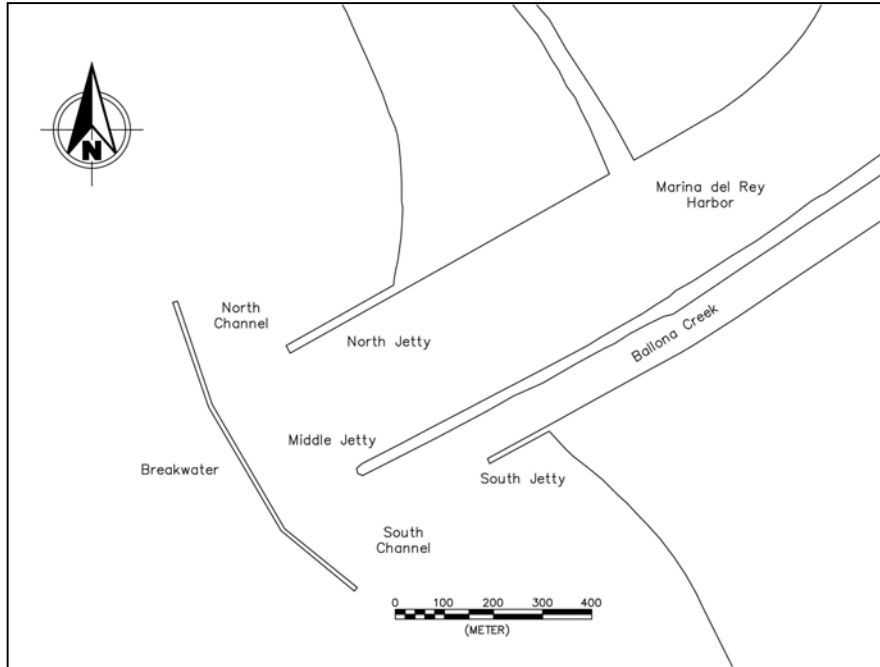 N
Marina del Rey
Harbor
North
Channel
North Jetty
Ballona Creek
Middle Jetty
Breakwater
South Jetty
South
Channel
0 100 200 300 400
(METER)